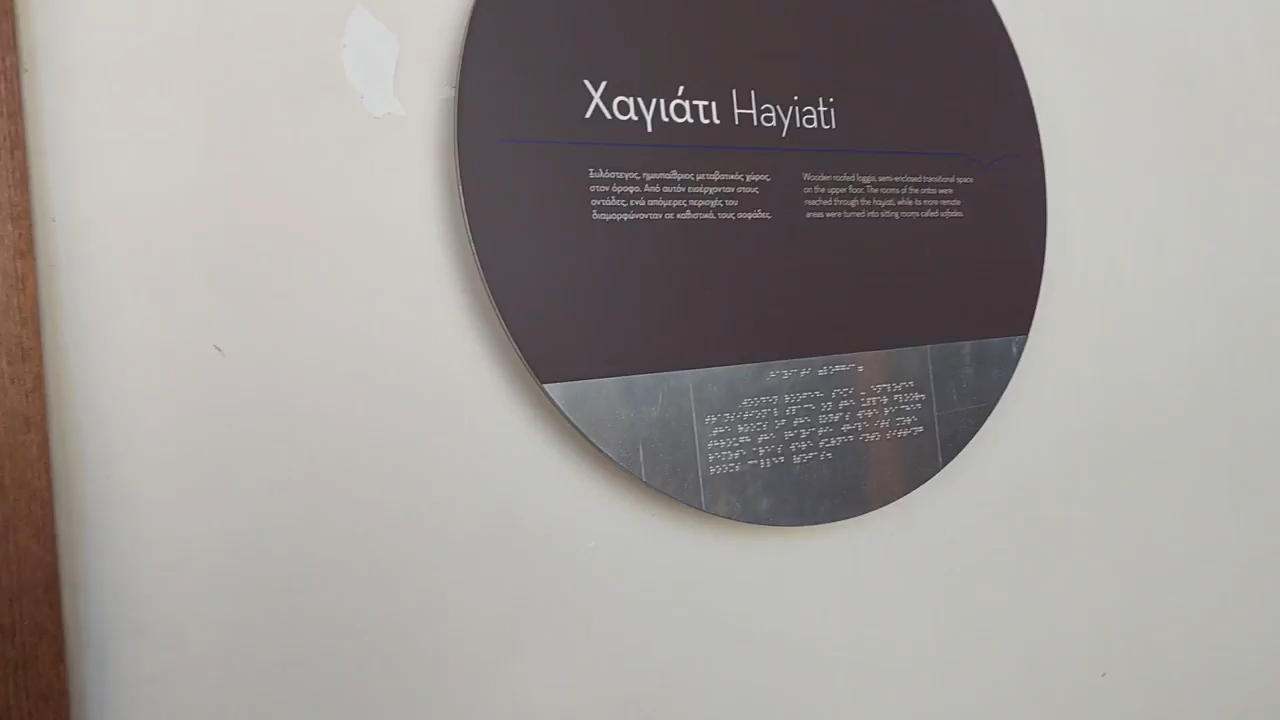 Χαγιάτι Hayiati
Ξυλόστεγος, ημιυπαίθριος μεταβατικός χώρος,
στον όροφο. Από αυτόν εισέρχονταν στους
οντάδες, ενώ απόμερες περιοχές του
διαμορφώνονταν σε καθιστικά, τους σοφάδες.
Wooden roofed loggia, semi-enclosed transitional space
on the upper floor. The rooms of the ontas were
reached through the hayiati, while its more remote
areas were turned into sitting rooms called sofades.